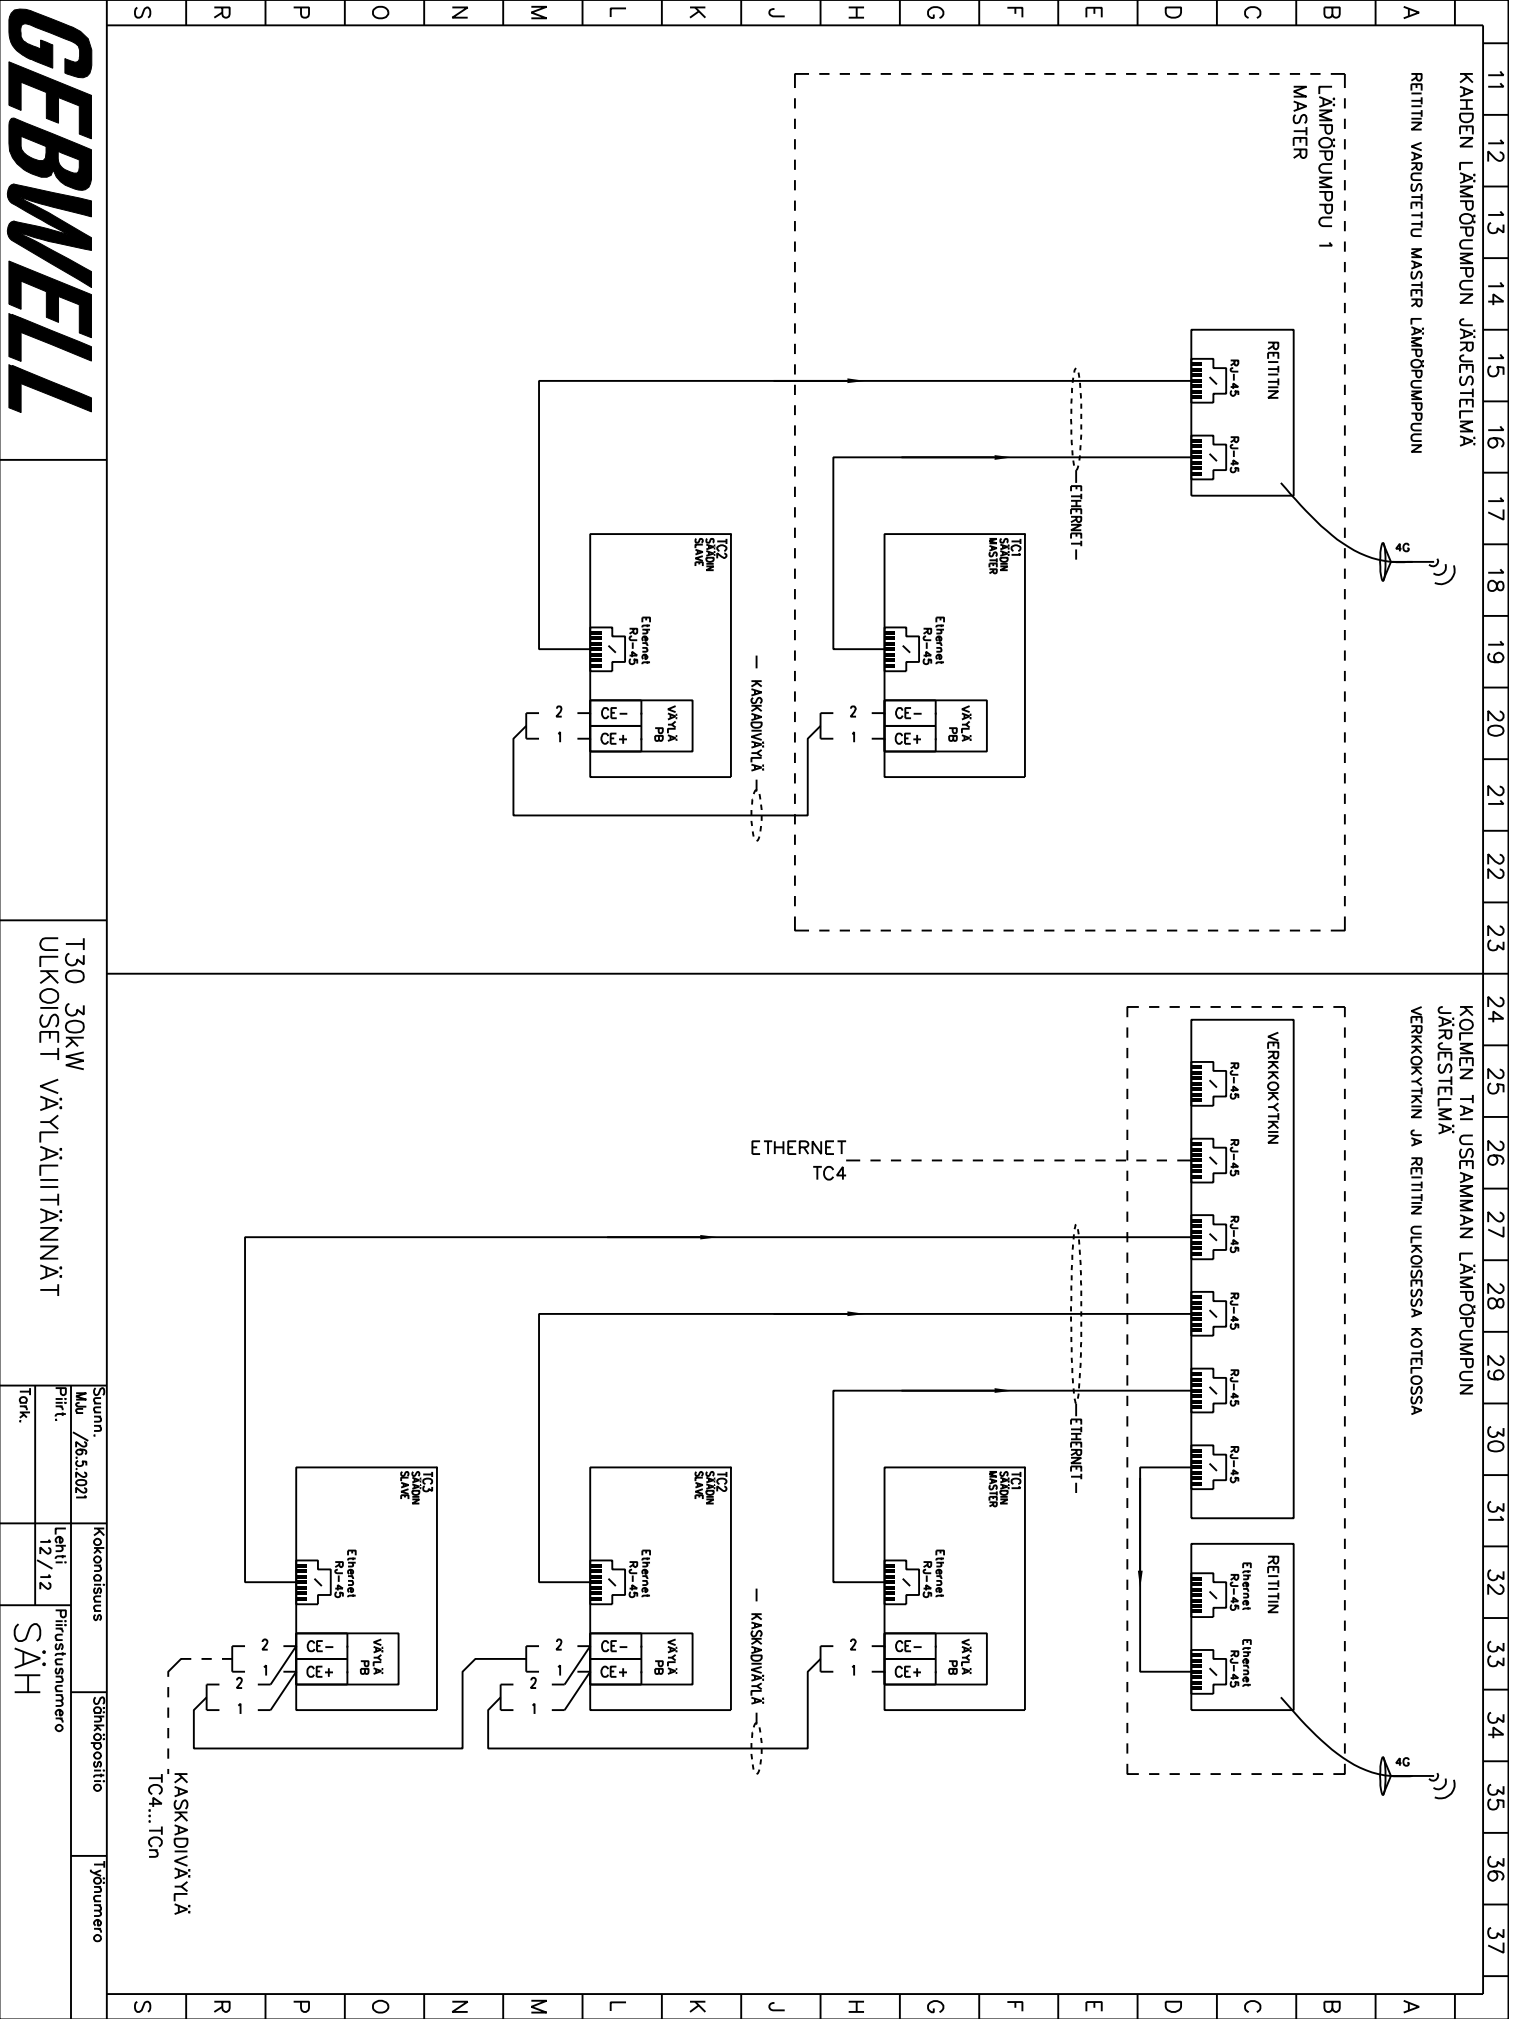 11 12 13 14 15 16 17 18 19 20 21 22 23 24 25 26 27 28 29 30 31 32 33 34 35 36 37
A
B
C
D
E
F
G
H
J
K
L
M
N
O
P
R
S
KAHDEN LÄMPÖPUMPUN JÄRJESTELMÄ
REITITIN VARUSTETTU MASTER LÄMPÖPUMPPUUN
LÄMPÖPUMPPU 1
MASTER
REITITIN
RJ-45
RJ-45
4G
ETHERNET
TC1
SÄÄDIN
MASTER
Ethernet
RJ-45
VÄYLÄ
PB
CE-
CE+
2
1
KASKADIVÄYLÄ
TC2
SÄÄDIN
SLAVE
Ethernet
RJ-45
VÄYLÄ
PB
CE-
CE+
2
1
KOLMEN TAI USEAMMAN LÄMPÖPUMPUN
JÄRJESTELMÄ
VERKKOKYTKIN JA REITITIN ULKOISESSA KOTELOSSA
VERKKOKYTKIN
RJ-45
RJ-45
RJ-45
RJ-45
RJ-45
RJ-45
REITITIN
Ethernet
RJ-45
Ethernet
RJ-45
4G
ETHERNET
TC4
ETHERNET
TC1
SÄÄDIN
MASTER
Ethernet
RJ-45
VÄYLÄ
PB
CE-
CE+
2
1
KASKADIVÄYLÄ
TC2
SÄÄDIN
SLAVE
Ethernet
RJ-45
VÄYLÄ
PB
CE-
CE+
2
1
2
1
TC3
SÄÄDIN
SLAVE
Ethernet
RJ-45
VÄYLÄ
PB
CE-
CE+
2
1
2
1
KASKADIVÄYLÄ
TC4...TCn
A
B
C
D
E
F
G
H
J
K
L
M
N
O
P
R
S
GEBWELL
T30 30kW
ULKOISET VÄYLÄLIITÄNNÄT
Suunn.
MJu /26.5.2021
Piirt.
Tark.
Kokonaisuus
Sähköpositio
Työnumero
Lehti
12/12
Piirustusnumero
SÄH